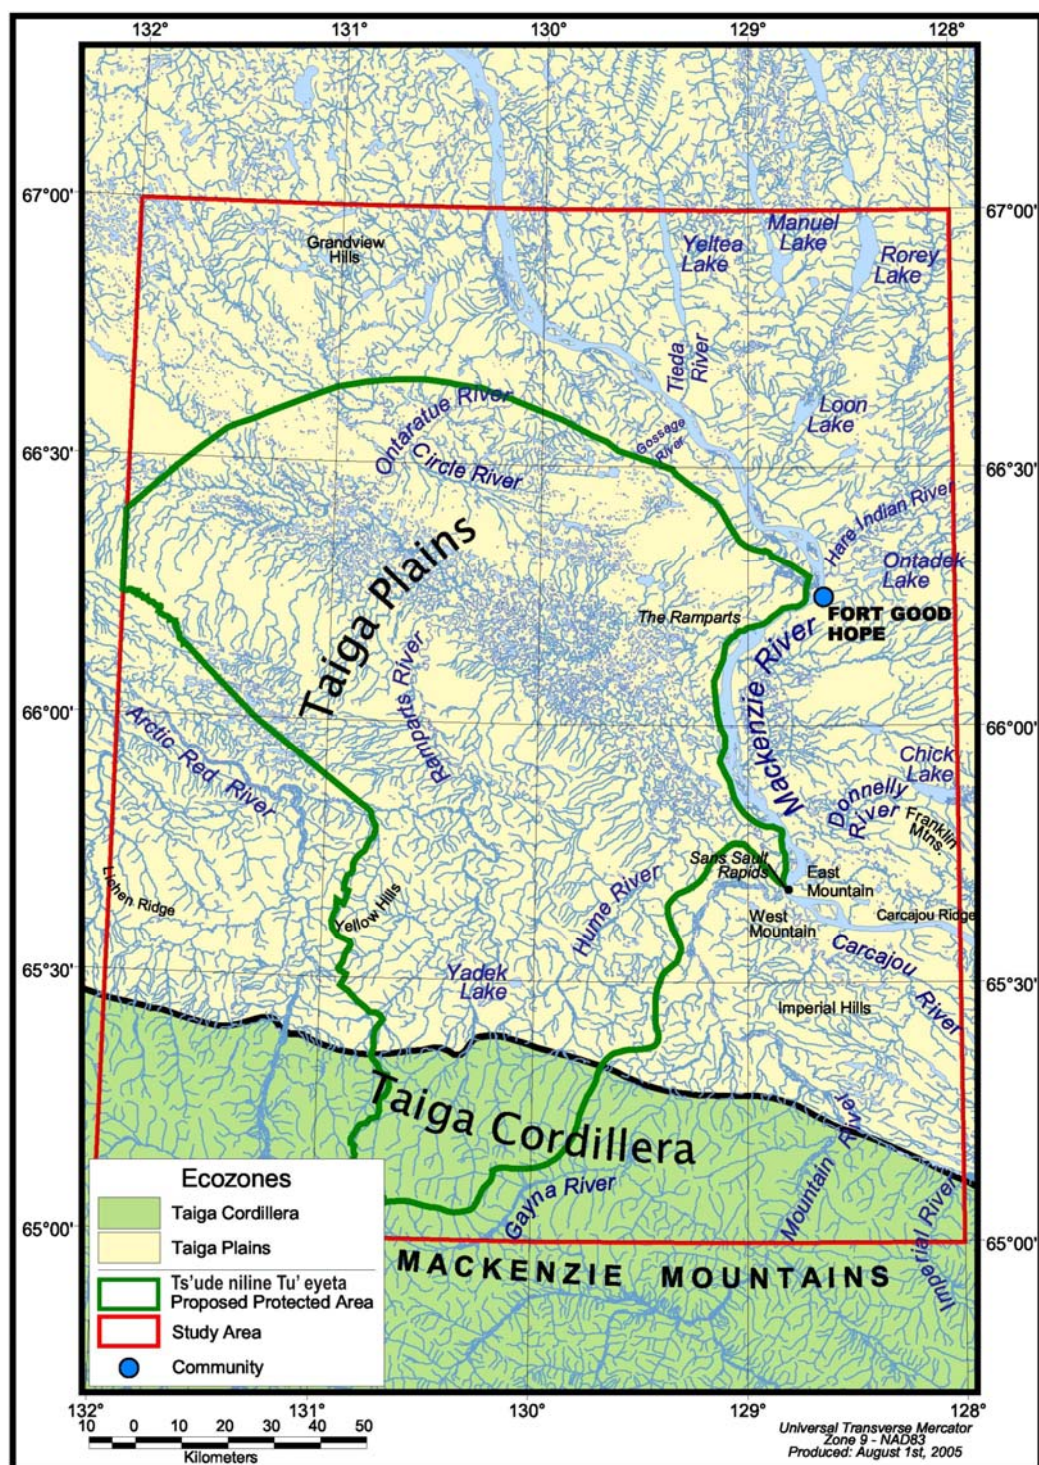 132° 131° 130° 129° 128°
67°00' 67°00'
Grandview
Hills
Yeltea
Lake
Manuel
Lake
Rorey
Lake
Tieda
River
Loon
Lake
Ontaratue River
Circle River
Gossage
River
66°30' 66°30'
Hare Indian River
Ontadek
Lake
Taiga Plains
The Ramparts
FORT GOOD
HOPE
Ramparts River
Mackenzie River
66°00' 66°00'
Arctic Red River
Chick
Lake
Donnelly
River
Franklin
Mtns.
Sans Sault
Rapids
East
Mountain
Lichen Ridge
Yellow Hills
Hume River
West
Mountain
Carcajou Ridge
Carcajou
River
65°30' 65°30'
Yadek
Lake
Imperial Hills
Taiga Cordillera
Mountain River
Gayna River
Imperial River
65°00' 65°00'
MACKENZIE MOUNTAINS
Ecozones
Taiga Cordillera
Taiga Plains
Ts'ude niline Tu' eyeta
Proposed Protected Area
Study Area
Community
132° 131° 130° 129° 128°
10 0 10 20 30 40 50
Kilometers
Universal Transverse Mercator
Zone 9 - NAD83
Produced: August 1st, 2005